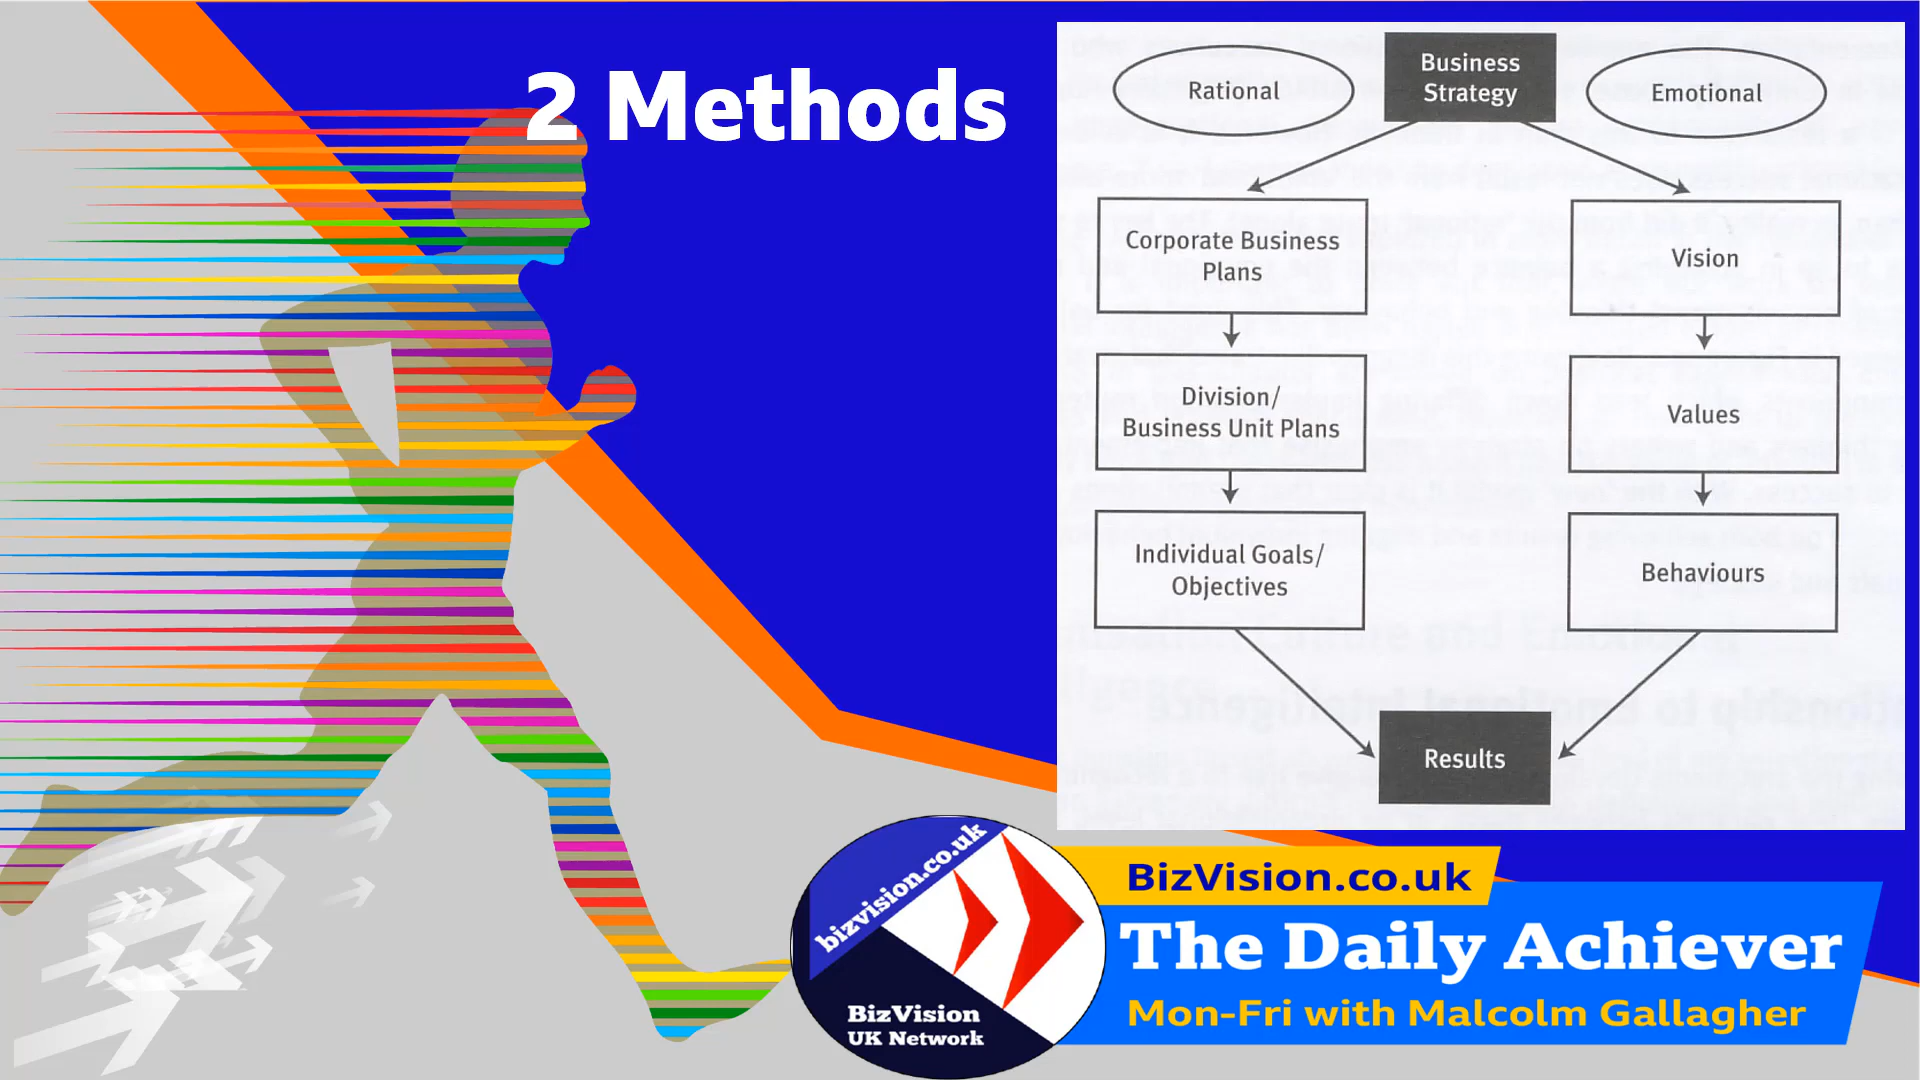 2 Methods
Rational
Business
Strategy
Emotional
Corporate Business
Plans
Vision
Division/
Business Unit Plans
Values
Individual Goals/
Objectives
Behaviours
Results
bizvision.co.uk
BizVision
UK Network
BizVision.co.uk
The Daily Achiever
Mon-Fri with Malcolm Gallagher